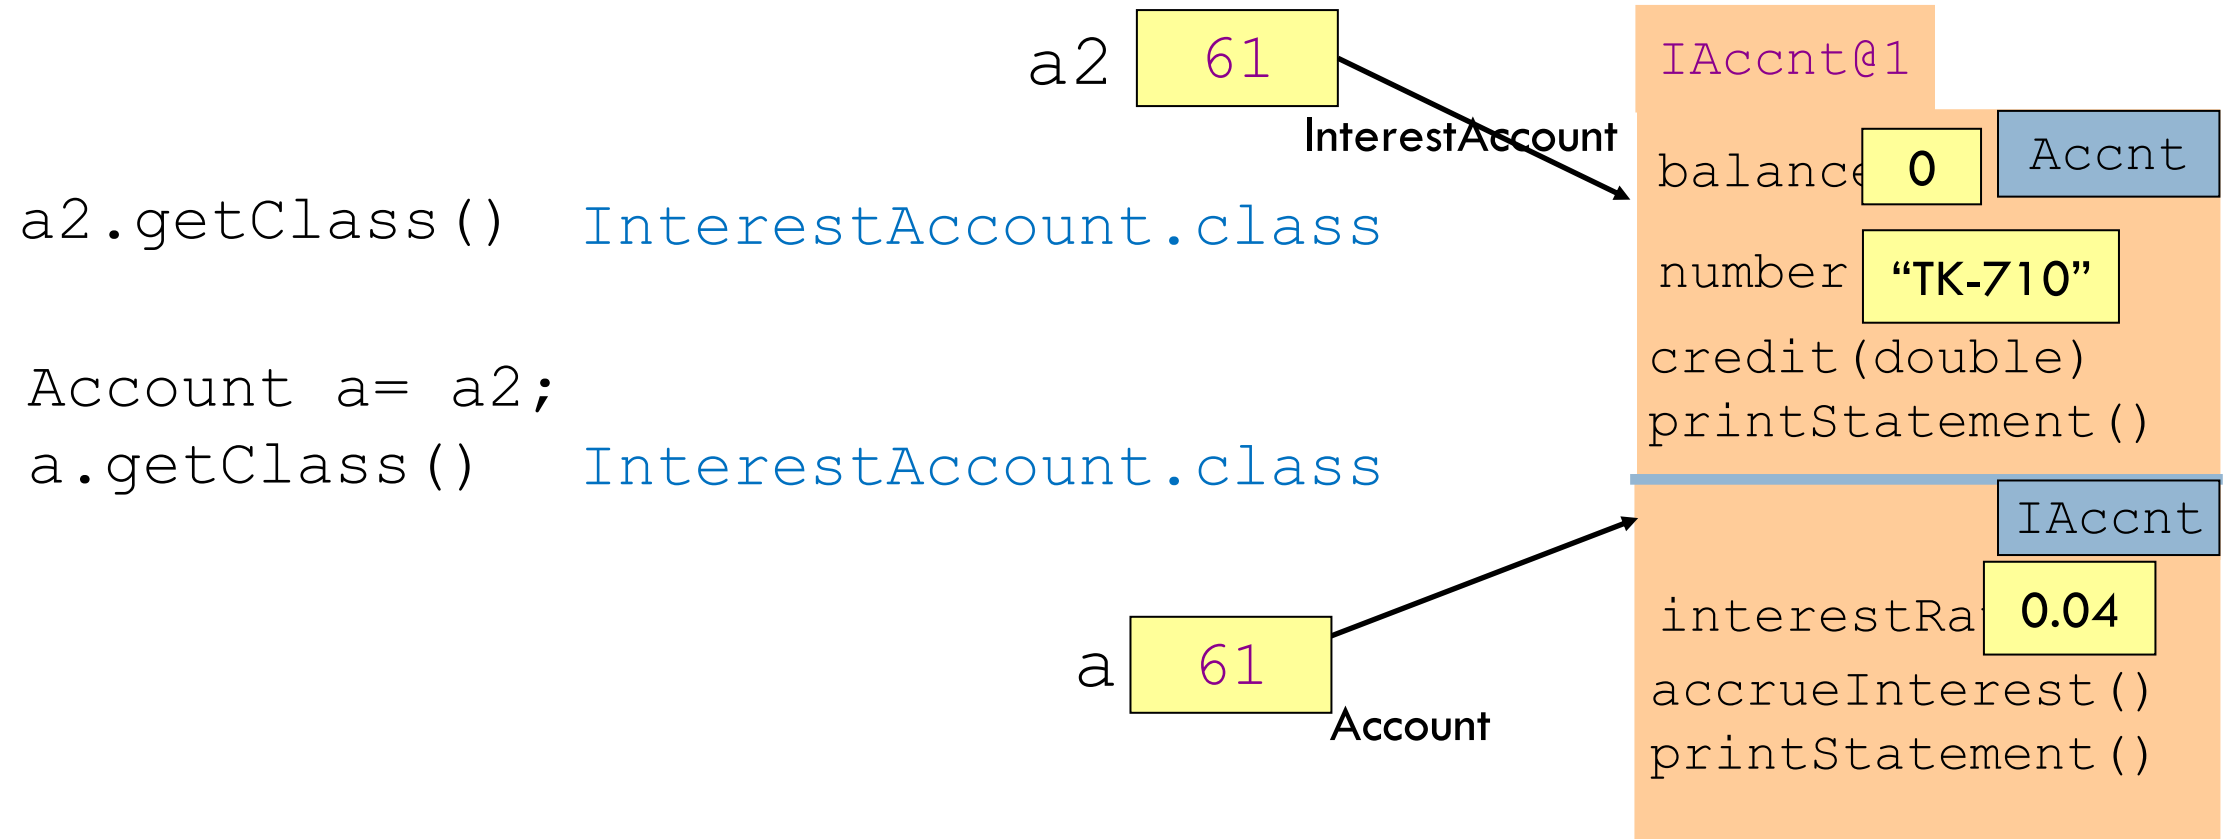 a2 61
InterestAccount
a2.getClass() InterestAccount.class
Account a= a2;
a.getClass() InterestAccount.class
a 61
Account
IAccnt@1
Accnt
balance 0
number “TK-710”
credit(double)
printStatement()
IAccnt
interestRa 0.04
accrueInterest()
printStatement()